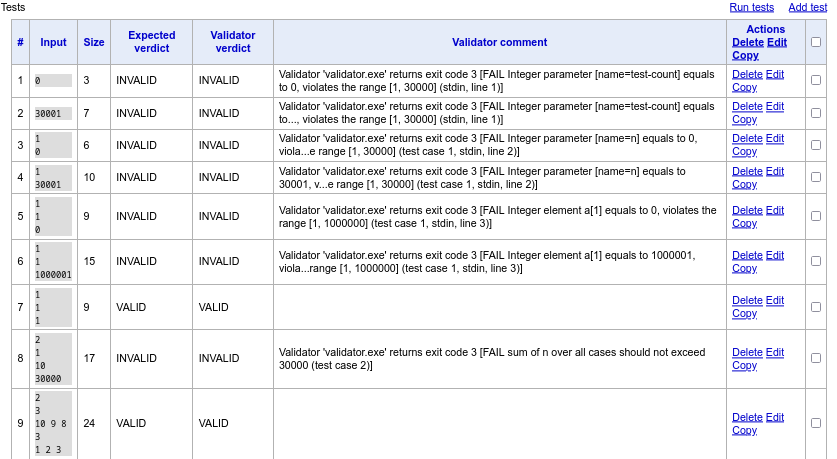 Tests
Run tests Add test
# Input Size Expected verdict Validator verdict Validator comment Actions Delete Edit Copy
1 0 3 INVALID INVALID Validator 'validator.exe' returns exit code 3 [FAIL Integer parameter [name=test-count] equals
to 0, violates the range [1, 30000] (stdin, line 1)] Delete Edit
Copy
2 30001 7 INVALID INVALID Validator 'validator.exe' returns exit code 3 [FAIL Integer parameter [name=test-count] equals
to..., violates the range [1, 30000] (stdin, line 1)] Delete Edit
Copy
3 1
0 6 INVALID INVALID Validator 'validator.exe' returns exit code 3 [FAIL Integer parameter [name=n] equals to 0,
viola...e range [1, 30000] (test case 1, stdin, line 2)] Delete Edit
Copy
4 1
30001 10 INVALID INVALID Validator 'validator.exe' returns exit code 3 [FAIL Integer parameter [name=n] equals to
30001, v...e range [1, 30000] (test case 1, stdin, line 2)] Delete Edit
Copy
5 1
1
0 9 INVALID INVALID Validator 'validator.exe' returns exit code 3 [FAIL Integer element a[1] equals to 0, violates the
range [1, 1000000] (test case 1, stdin, line 3)] Delete Edit
Copy
6 1
1
1000001 15 INVALID INVALID Validator 'validator.exe' returns exit code 3 [FAIL Integer element a[1] equals to 1000001,
viola...range [1, 1000000] (test case 1, stdin, line 3)] Delete Edit
Copy
7 1
1
1 9 VALID VALID Delete Edit
Copy
8 2
1
10
30000 17 INVALID INVALID Validator 'validator.exe' returns exit code 3 [FAIL sum of n over all cases should not exceed
30000 (test case 2)] Delete Edit
Copy
9 2
3
10 9 8
3
1 2 3 24 VALID VALID Delete Edit
Copy